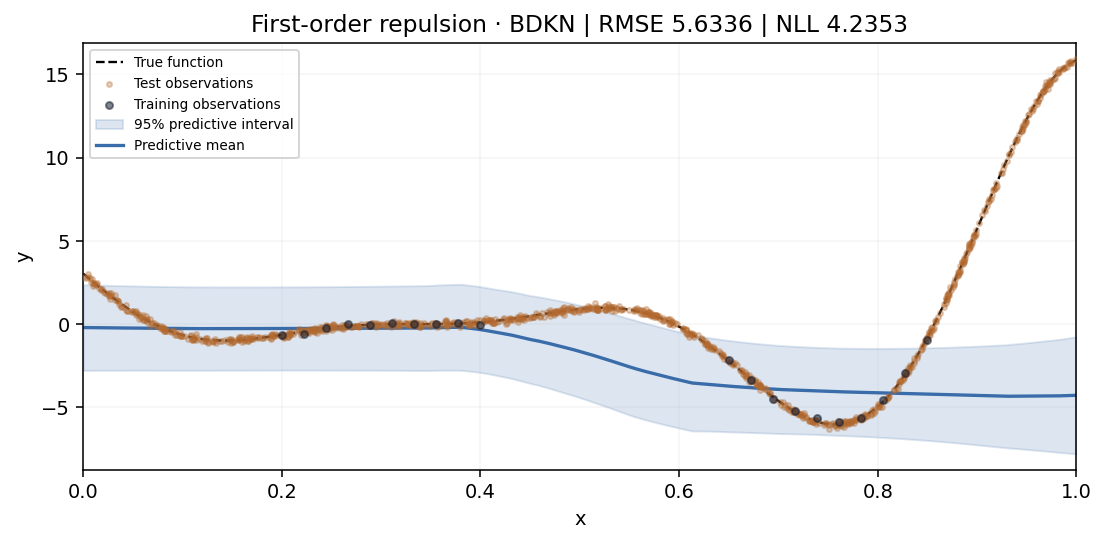 First-order repulsion · BDKN | RMSE 5.6336 | NLL 4.2353
True function
Test observations
Training observations
95% predictive interval
Predictive mean
y
15
10
5
0
−5
0.0 0.2 0.4 0.6 0.8 1.0
x